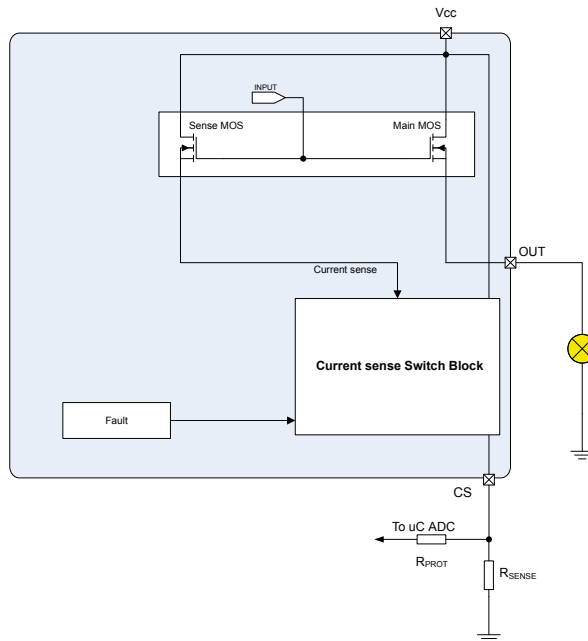 Vcc
INPUT
Sense MOS
Main MOS
OUT
Current sense
Current sense Switch Block
Fault
CS
To uC ADC
RPROT
RSENSE